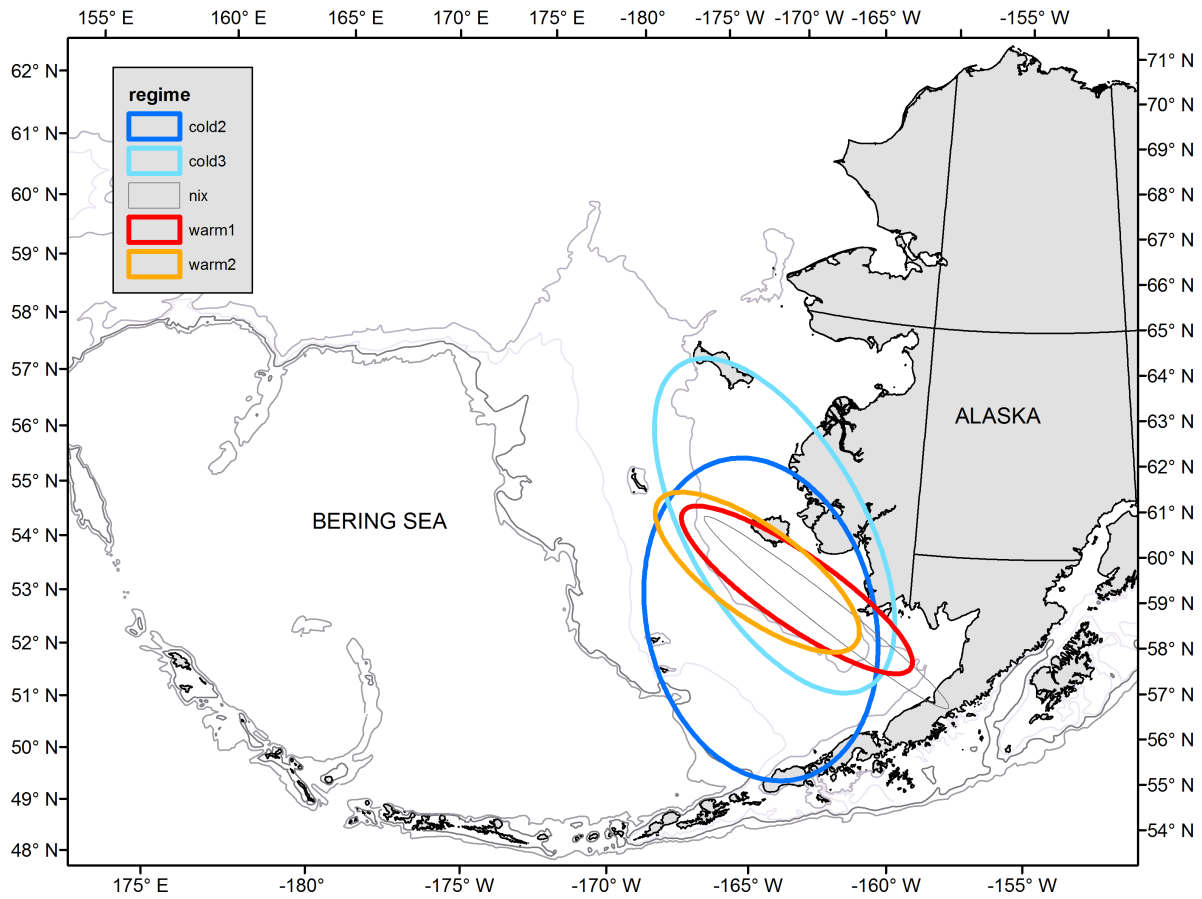 155° E 160° E 165° E 170° E 175° E -180° -175° W -170° W -165° W -155° W
62° N
61° N
60° N
59° N
58° N
57° N
56° N
55° N
54° N
53° N
52° N
51° N
50° N
49° N
48° N
regime
cold2
cold3
nix
warm1
warm2
ALASKA
BERING SEA
71° N
70° N
69° N
68° N
67° N
66° N
65° N
64° N
63° N
62° N
61° N
60° N
59° N
58° N
57° N
56° N
55° N
54° N
175° E -180° -175° W -170° W -165° W -160° W -155° W